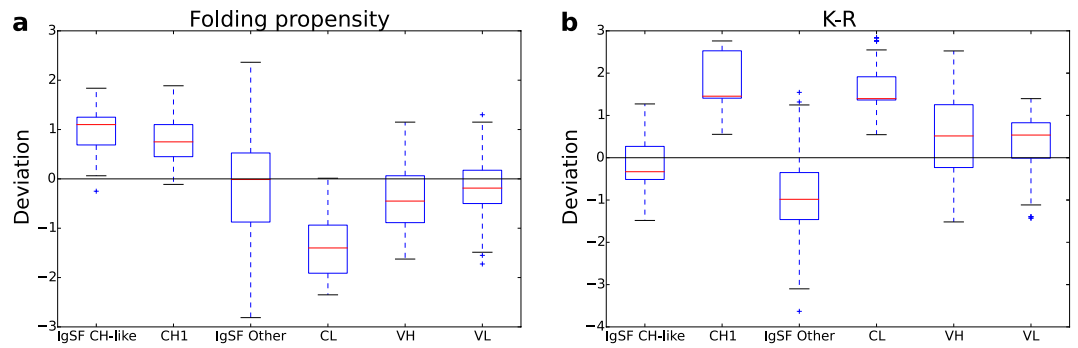 a
Folding propensity
Deviation
3
2
1
0
−1
−2
−3
IgSF CH-like
CH1
IgSF Other
CL
VH
VL
b
K-R
Deviation
3
2
1
0
−1
−2
−3
−4
IgSF CH-like
CH1
IgSF Other
CL
VH
VL